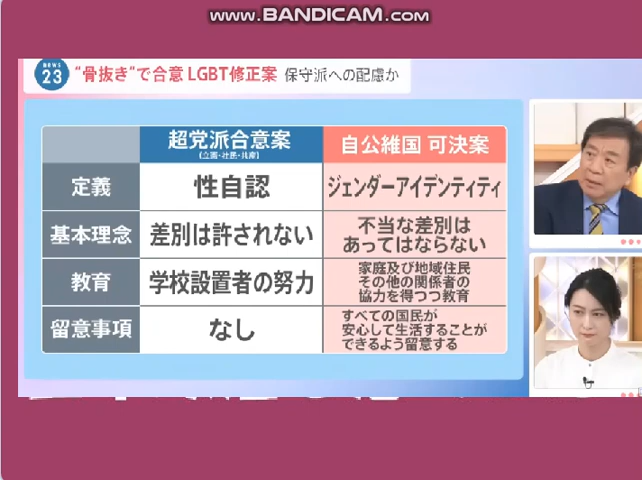 WWW.BANDICAM.COM
NEWS
23
"骨抜き"で合意 LGBT修正案 保守派への配慮か
超党派合意案
(立憲・社民・共産)
自公維国 可決案
定義
性自認
ジェンダーアイデンティティ
基本理念
差別は許されない
不当な差別は
あってはならない
教育
学校設置者の努力
家庭及び地域住民
その他の関係者の
協力を得つつ教育
留意事項
なし
すべての国民が
安心して生活することが
できるよう留意する